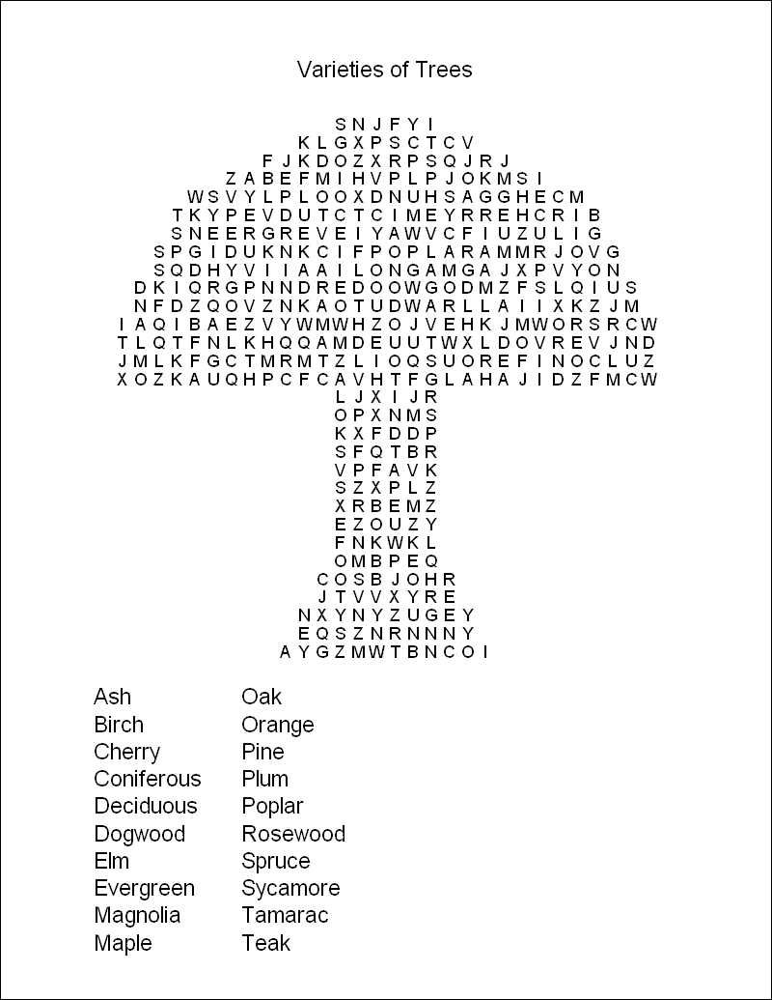 Varieties of Trees
S N J F Y I
K L G X P S C T C V
F J K D O Z X R P S Q J R J
Z A B E F M I H V P L P J O K M S I
W S V Y L P L O O X D N U H S A G G H E C M
T K Y P E V D U T C T C I M E Y R R E H C R I B
S N E E R G R E V E I Y A W V C F I U Z U L I G
S P G I D U K N K C I F P O P L A R A M M R J O V G
S Q D H Y V I I A A I L O N G A M G A J X P V Y O N
D K I Q R G P N N D R E D O O W G O D M Z F S L Q I U S
N F D Z Q O V Z N K A O T U D W A R L L A I I X K Z J M
I A Q I B A E Z V Y W M W H Z O J V E H K J M W O R S R C W
T L Q T F N L K H Q Q A M D E U U T W X L D O V R E V J N D
J M L K F G C T M R M T Z L I O Q S U O R E F I N O C L U Z
X O Z K A U Q H P C F C A V H T F G L A H A J I D Z F M C W
L J X I J R
O P X N M S
K X F D D P
S F Q T B R
V P F A V K
S Z X P L Z
X R B E M Z
E Z O U Z Y
F N K W K L
O M B P E Q
C O S B J O H R
J T V V X Y R E
N X Y N Y Z U G E Y
E Q S Z N R N N N Y
A Y G Z M W T B N C O I
Ash Oak
Birch Orange
Cherry Pine
Coniferous Plum
Deciduous Poplar
Dogwood Rosewood
Elm Spruce
Evergreen Sycamore
Magnolia Tamarac
Maple Teak